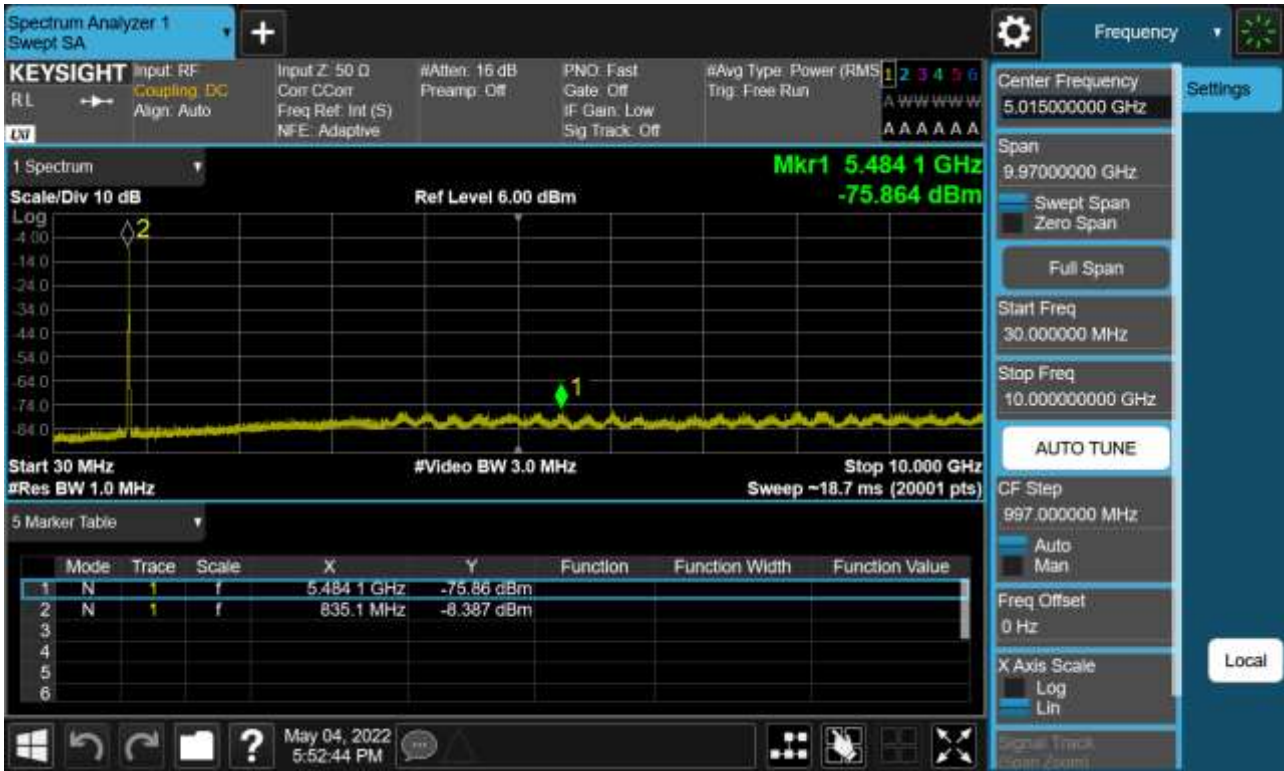 Spectrum Analyzer 1
Swept SA
+
Frequency
KEYSIGHT
RL
Input: RF
Coupling: DC
Align: Auto
Input Z: 50 Ω
Corr CCorr
Freq Ref: Int (S)
NFE: Adaptive
#Atten: 16 dB
Preamp: Off
PNO: Fast
Gate: Off
IF Gain: Low
Sig Track: Off
#Avg Type: Power (RMS
Trig: Free Run
1 2 3 4 5 6
A W W W W W
A A A A A A
1 Spectrum
Mkr1 5.484 1 GHz
Scale/Div 10 dB
Ref Level 6.00 dBm
-75.864 dBm
Log
-4.00
-14.0
-24.0
-34.0
-44.0
-54.0
-64.0
-74.0
-84.0
2
1
Start 30 MHz
#Video BW 3.0 MHz
Stop 10.000 GHz
#Res BW 1.0 MHz
Sweep ~18.7 ms (20001 pts)
5 Marker Table
Mode Trace Scale X Y Function Function Width Function Value
1 N 1 f 5.484 1 GHz -75.86 dBm
2 N 1 f 835.1 MHz -8.387 dBm
3
4
5
6
May 04, 2022
5:52:44 PM
Center Frequency
5.015000000 GHz
Settings
Span
9.97000000 GHz
Swept Span
Zero Span
Full Span
Start Freq
30.000000 MHz
Stop Freq
10.000000000 GHz
AUTO TUNE
CF Step
997.000000 MHz
Auto
Man
Freq Offset
0 Hz
X Axis Scale
Log
Lin
Signal Track
(Span Zoom)
Local